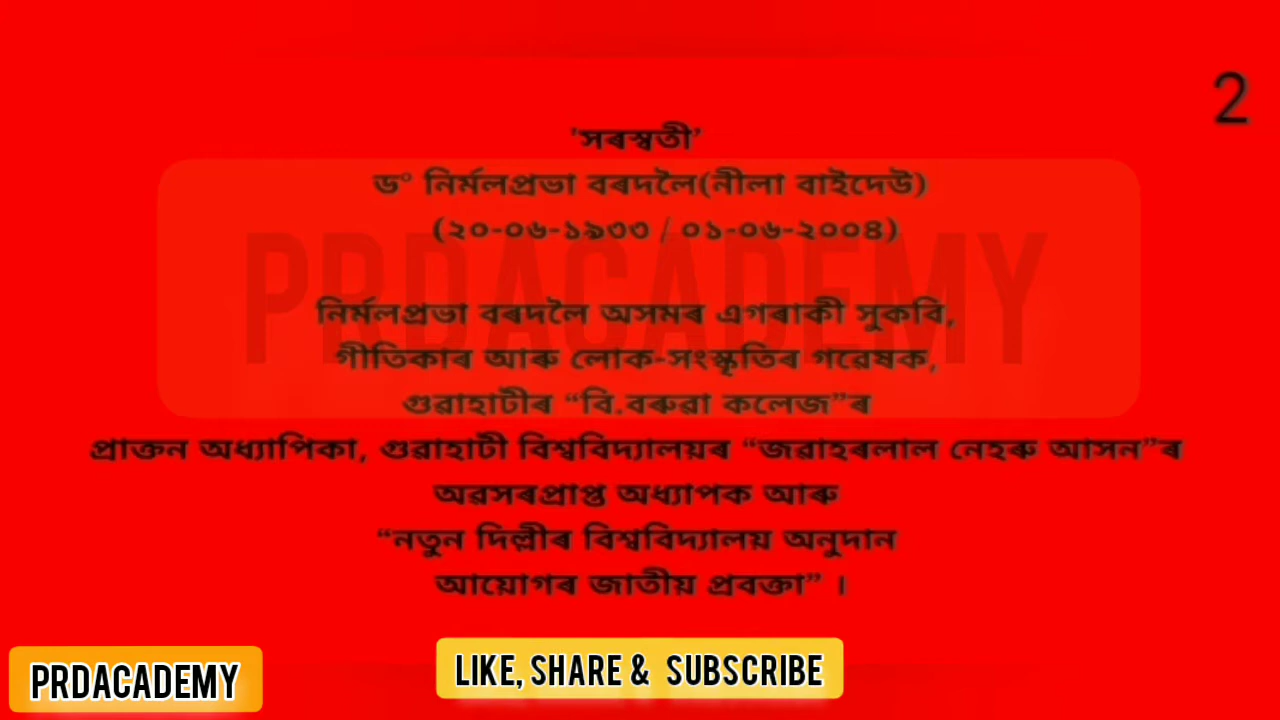 2
'সৰস্বতী'
ড° নিৰ্মলপ্ৰভা বৰদলৈ(নীলা বাইদেউ)
(২০-০৬-১৯৩৩ / ০১-০৬-২০০৪)
PRDACADEMY
নিৰ্মলপ্ৰভা বৰদলৈ অসমৰ এগৰাকী সুকবি,
গীতিকাৰ আৰু লোক-সংস্কৃতিৰ গৱেষক,
গুৱাহাটীৰ “বি.বৰুৱা কলেজ”ৰ
প্ৰাক্তন অধ্যাপিকা, গুৱাহাটী বিশ্ববিদ্যালয়ৰ “জৱাহৰলাল নেহৰু আসন”ৰ
অৱসৰপ্ৰাপ্ত অধ্যাপক আৰু
“নতুন দিল্লীৰ বিশ্ববিদ্যালয় অনুদান
আয়োগৰ জাতীয় প্ৰবক্তা” ।
PRDACADEMY
LIKE, SHARE & SUBSCRIBE